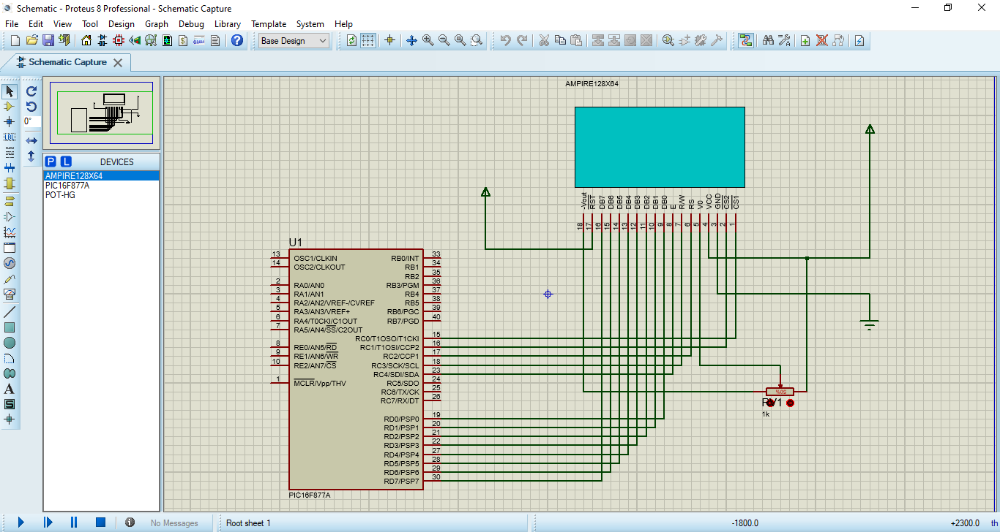 Schematic - Proteus 8 Professional - Schematic Capture
File Edit View Tool Design Graph Debug Library Template System Help
Base Design
Schematic Capture
0°
LBL
P L DEVICES
AMPIRE128X64
PIC16F877A
POT-HG
A
S
AMPIRE128X64
-Vout
RST
DB7
DB6
DB5
DB4
DB3
DB2
DB1
DB0
E
R/W
RS
V0
VCC
GND
CS2
CS1
18 17 16 15 14 13 12 11 10 9 8 7 6 5 4 3 2 1
U1
13 OSC1/CLKIN RB0/INT 33
14 OSC2/CLKOUT RB1 34
RB2 35
2 RA0/AN0 RB3/PGM 36
3 RA1/AN1 RB4 37
4 RA2/AN2/VREF-/CVREF RB5 38
5 RA3/AN3/VREF+ RB6/PGC 39
6 RA4/T0CKI/C1OUT RB7/PGD 40
7 RA5/AN4/SS/C2OUT
RC0/T1OSO/T1CKI 15
8 RE0/AN5/RD RC1/T1OSI/CCP2 16
9 RE1/AN6/WR RC2/CCP1 17
10 RE2/AN7/CS RC3/SCK/SCL 18
RC4/SDI/SDA 23
1 MCLR/Vpp/THV RC5/SDO 24
RC6/TX/CK 25
RC7/RX/DT 26
RD0/PSP0 19
RD1/PSP1 20
RD2/PSP2 21
RD3/PSP3 22
RD4/PSP4 27
RD5/PSP5 28
RD6/PSP6 29
RD7/PSP7 30
PIC16F877A
%05
RV1
1k
No Messages
Root sheet 1
-1800.0
+2300.0
th